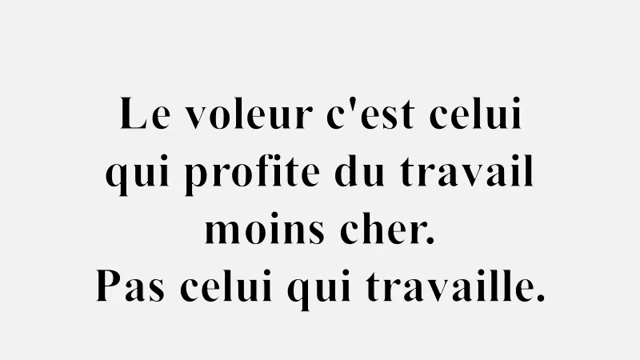 Le voleur c'est celui
qui profite du travail
moins cher.
Pas celui qui travaille.